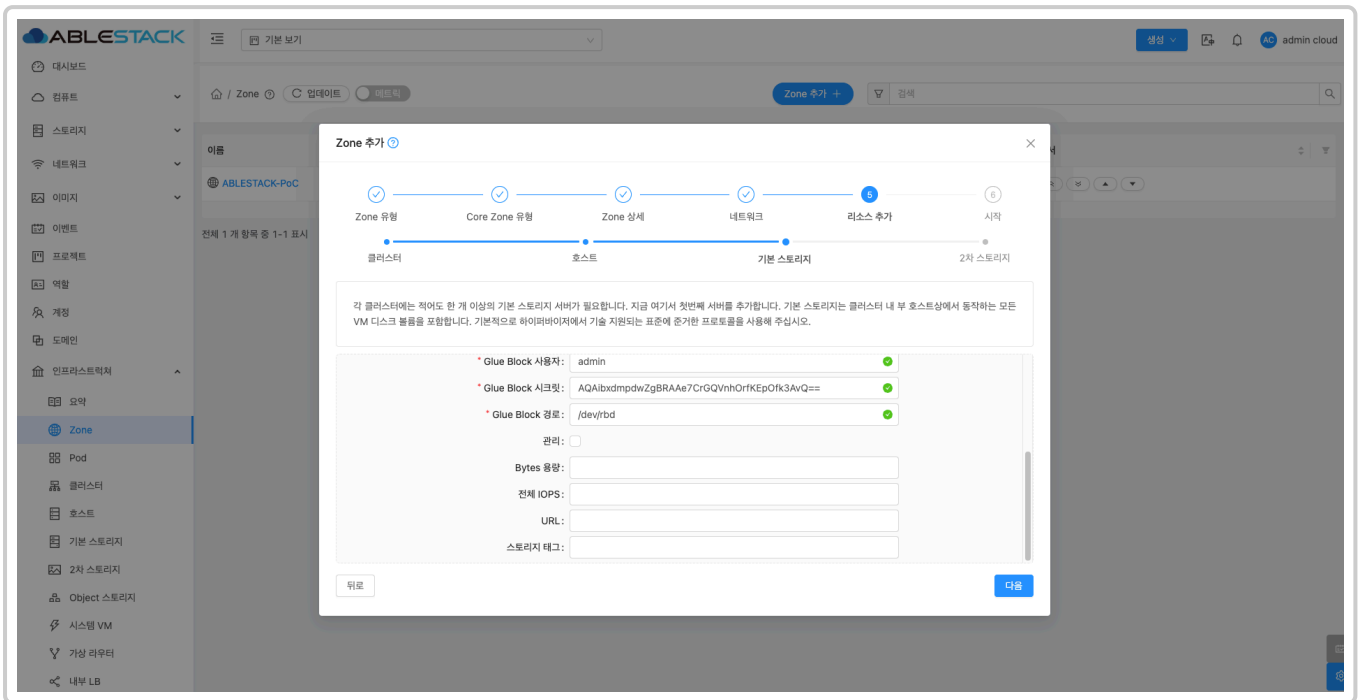 ABLESTACK
기본 보기
생성
AC admin cloud
대시보드
컴퓨트
스토리지
네트워크
이미지
이벤트
프로젝트
역할
계정
도메인
인프라스트럭쳐
요약
Zone
Pod
클러스터
호스트
기본 스토리지
2차 스토리지
Object 스토리지
시스템 VM
가상 라우터
내부 LB
/ Zone 업데이트 메트릭
Zone 추가 +
검색
이름
ABLESTACK-PoC
전체 1 개 항목 중 1-1 표시
Zone 추가
Zone 유형 Core Zone 유형 Zone 상세 네트워크 5 리소스 추가 6 시작
클러스터 호스트 기본 스토리지 2차 스토리지
각 클러스터에는 적어도 한 개 이상의 기본 스토리지 서버가 필요합니다. 지금 여기서 첫번째 서버를 추가합니다. 기본 스토리지는 클러스터 내 부 호스트상에서 동작하는 모든
VM 디스크 볼륨을 포함합니다. 기본적으로 하이퍼바이저에서 기술 지원되는 표준에 준거한 프로토콜을 사용해 주십시오.
* Glue Block 사용자 : admin
* Glue Block 시크릿 : AQAibxdmpdwZgBRAAe7CrGQVnhOrfKEpOfk3AvQ==
* Glue Block 경로 : /dev/rbd
관리 :
Bytes 용량 :
전체 IOPS :
URL :
스토리지 태그 :
뒤로
다음